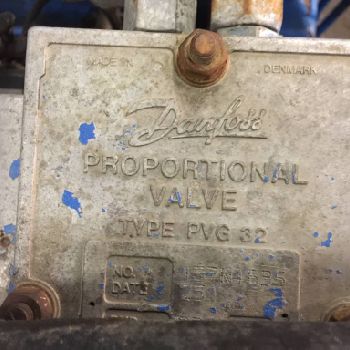 MADE IN DENMARK
Danfoss
PROPORTIONAL
VALVE
TYPE PVG 32
NO.
DATE